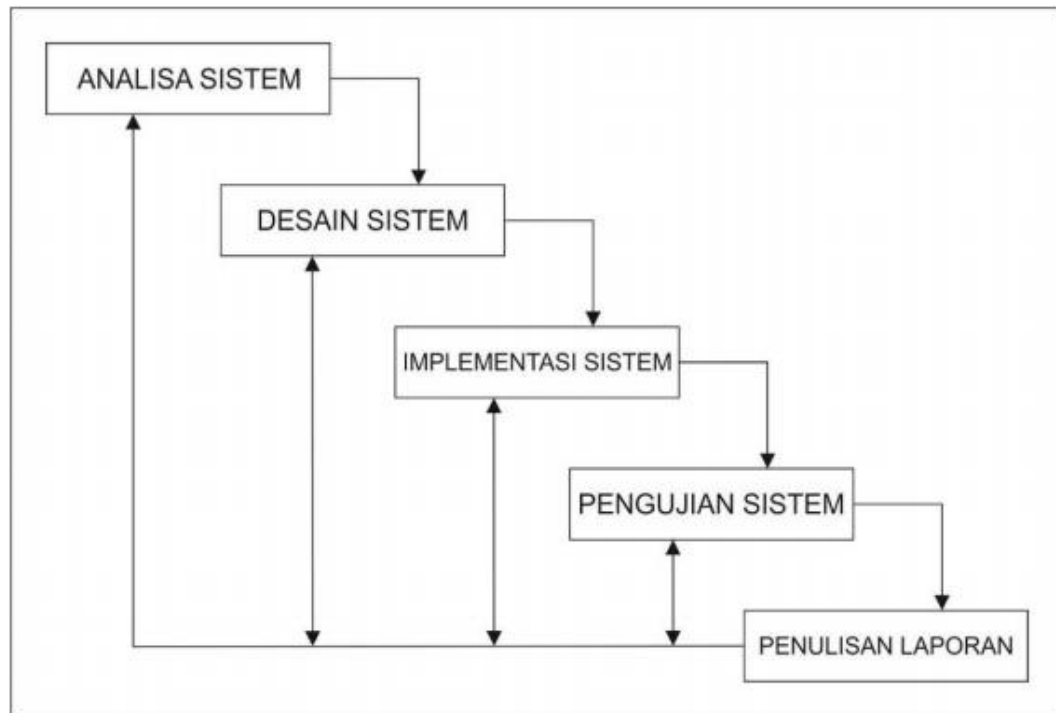 ANALISA SISTEM
DESAIN SISTEM
IMPLEMENTASI SISTEM
PENGUJIAN SISTEM
PENULISAN LAPORAN